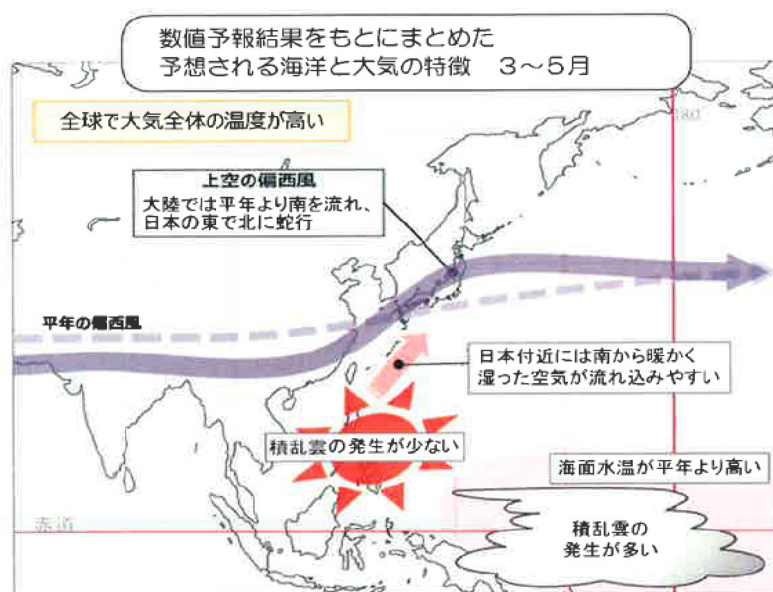 数値予報結果をもとにまとめた
予想される海洋と大気の特徴　３～５月
全球で大気全体の温度が高い
180
上空の偏西風
大陸では平年より南を流れ、
日本の東で北に蛇行
平年の偏西風
日本付近には南から暖かく
湿った空気が流れ込みやすい
積乱雲の発生が少ない
海面水温が平年より高い
赤道
積乱雲の
発生が多い